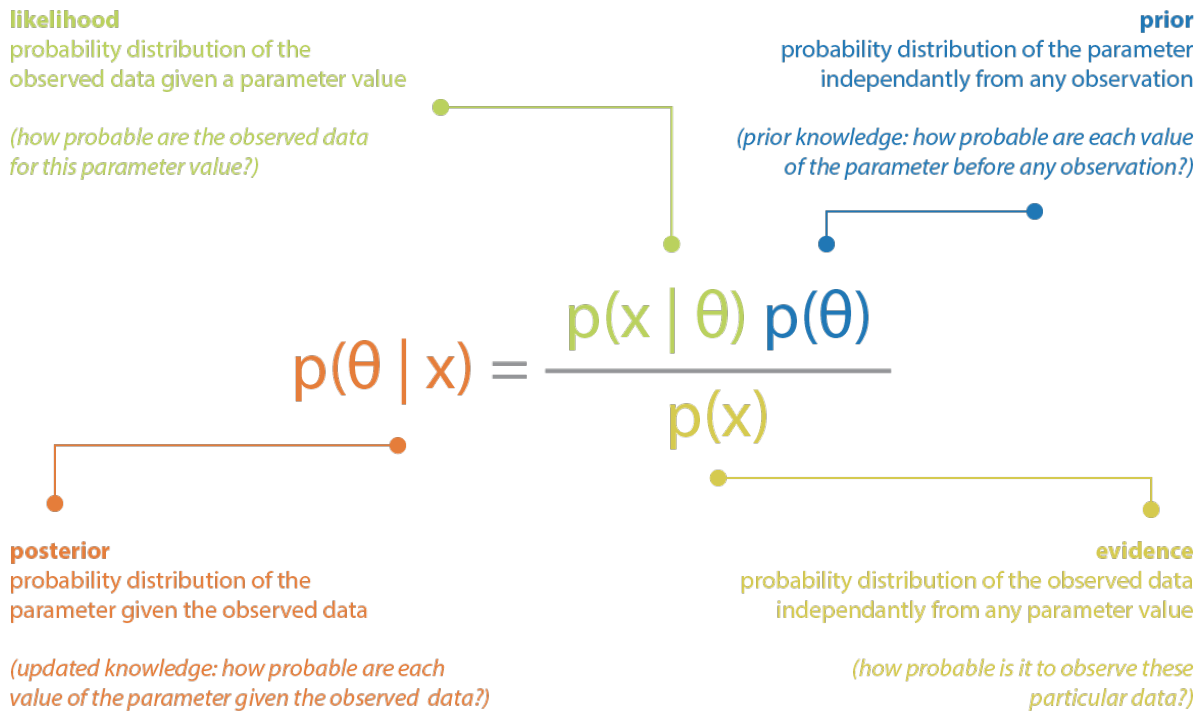 likelihood
probability distribution of the
observed data given a parameter value
(how probable are the observed data
for this parameter value?)
prior
probability distribution of the parameter
independantly from any observation
(prior knowledge: how probable are each value
of the parameter before any observation?)
p(θ | x) = p(x | θ) p(θ)
p(x)
posterior
probability distribution of the
parameter given the observed data
(updated knowledge: how probable are each
value of the parameter given the observed data?)
evidence
probability distribution of the observed data
independantly from any parameter value
(how probable is it to observe these
particular data?)